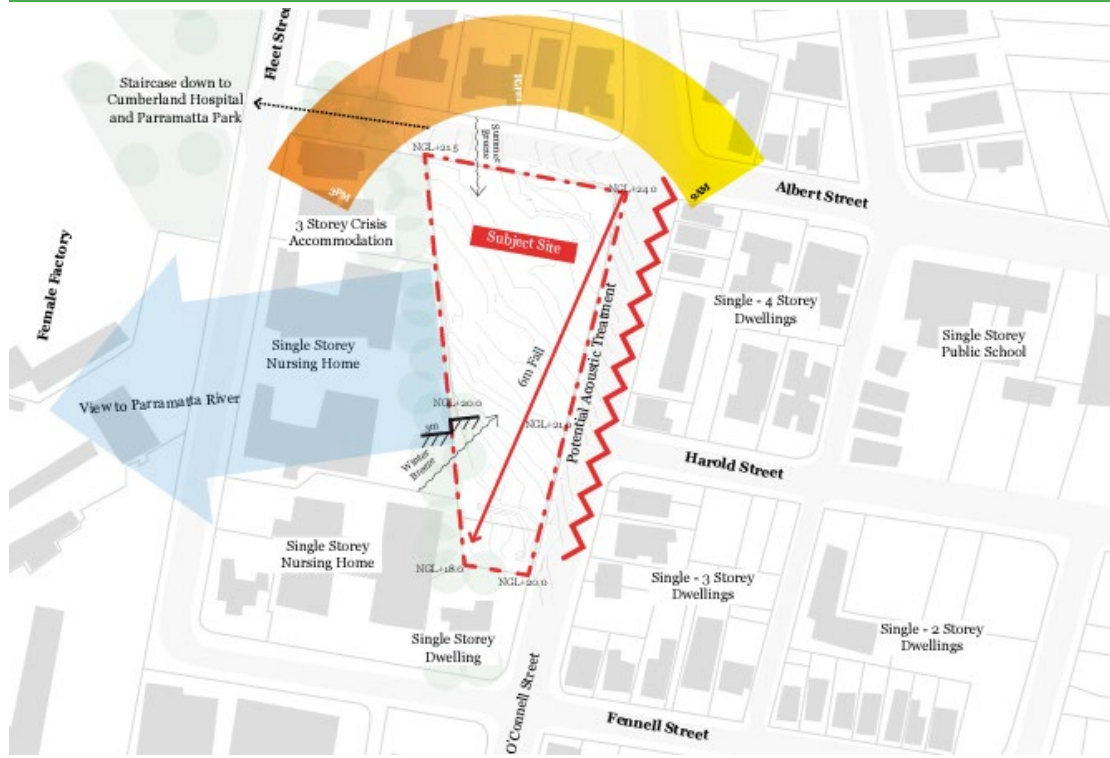 Fleet Stree
Staircase down to
Cumberland Hospital
and Parramatta Park
12PM
Summer
Breeze
NGL+21.5
3PM
9AM
NGL+24.0
Albert Street
3 Storey Crisis
Accommodation
Subject Site
Female Factory
Single - 4 Storey
Dwellings
Single Storey
Public School
Single Storey
Nursing Home
6m Fall
Potential Acoustic Treatment
View to Parramatta River
NGL+20.0
3m
NGL+21.0
Winter
Breeze
Harold Street
Single Storey
Nursing Home
NGL+18.0
NGL+20.0
Single - 3 Storey
Dwellings
Single - 2 Storey
Dwellings
Single Storey
Dwelling
O'Connell Street
Fennell Street